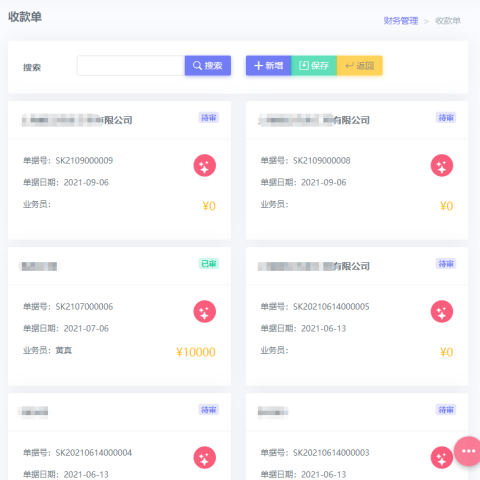 收款单
财务管理 > 收款单
搜索
搜索
新增
保存
返回
有限公司
待审
单据号：SK2109000009
单据日期：2021-09-06
业务员：
¥0
有限公司
待审
单据号：SK2109000008
单据日期：2021-09-06
业务员：
¥0
已审
单据号：SK2107000006
单据日期：2021-07-06
业务员：黄真
¥10000
有限公司
待审
单据号：SK20210614000005
单据日期：2021-06-13
业务员：
¥0
待审
单据号：SK20210614000004
单据日期：2021-06-13
待审
单据号：SK20210614000003
单据日期：2021-06-13